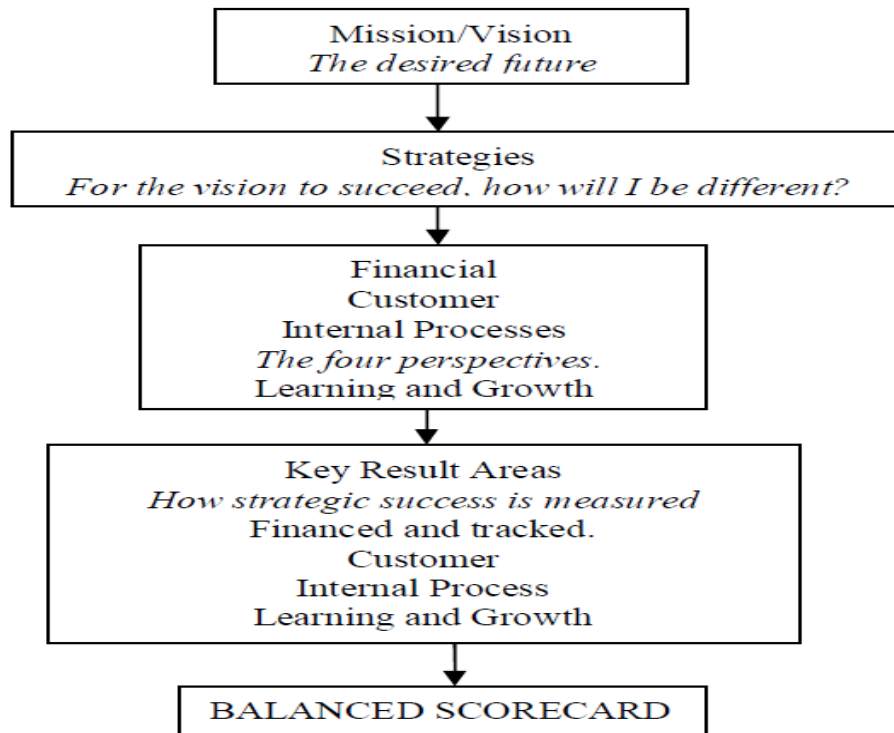 Mission/Vision
The desired future
Strategies
For the vision to succeed, how will I be different?
Financial
Customer
Internal Processes
The four perspectives.
Learning and Growth
Key Result Areas
How strategic success is measured
Financed and tracked.
Customer
Internal Process
Learning and Growth
BALANCED SCORECARD